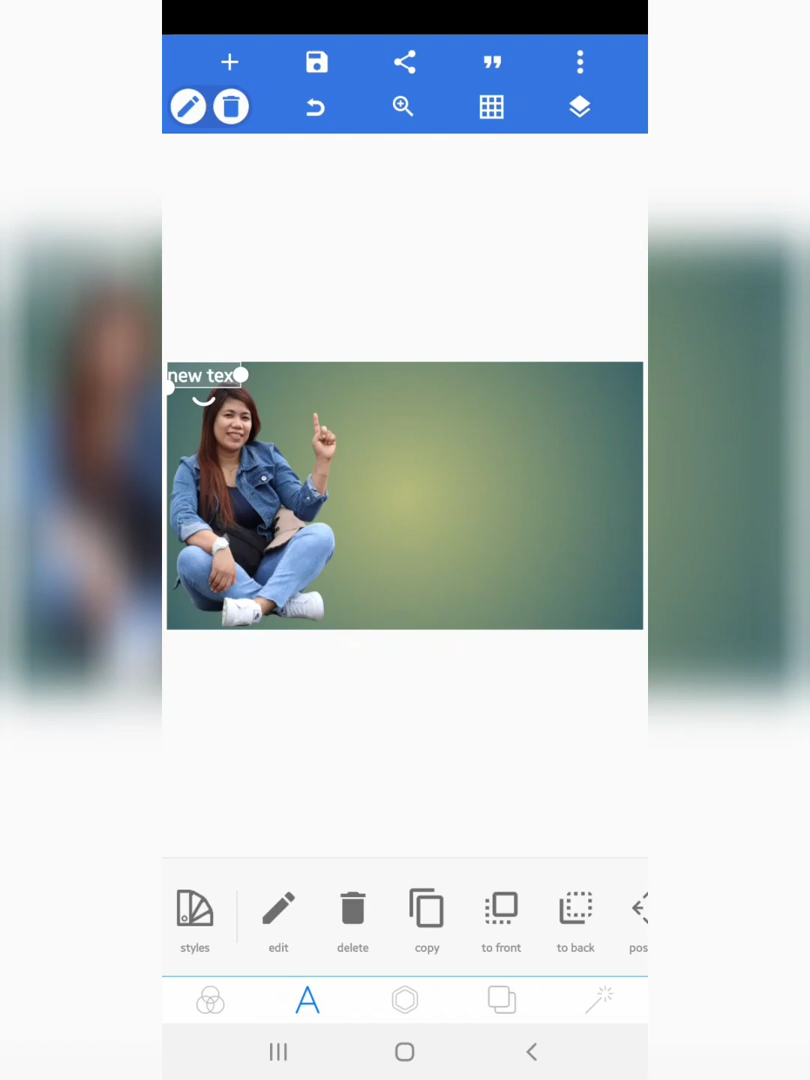 new tex
styles
edit
delete
copy
to front
to back
pos